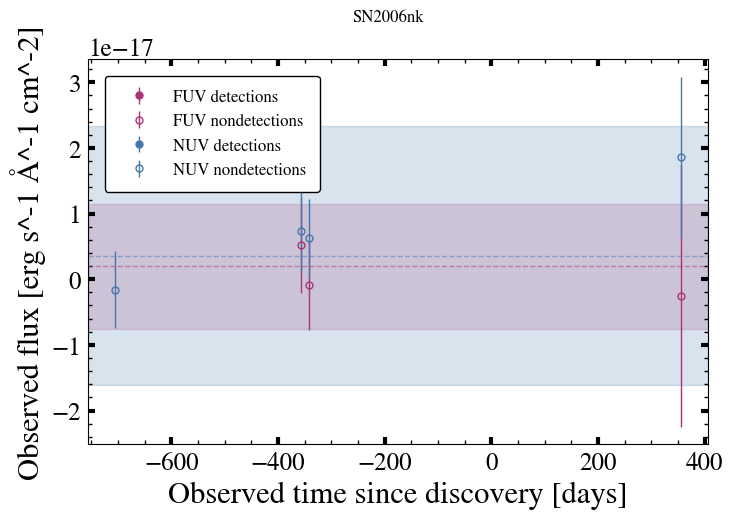 SN2006nk
1e−17
FUV detections
FUV nondetections
NUV detections
NUV nondetections
3
2
1
0
−1
−2
Observed flux [erg s^-1 Å^-1 cm^-2]
−600
−400
−200
0
200
400
Observed time since discovery [days]